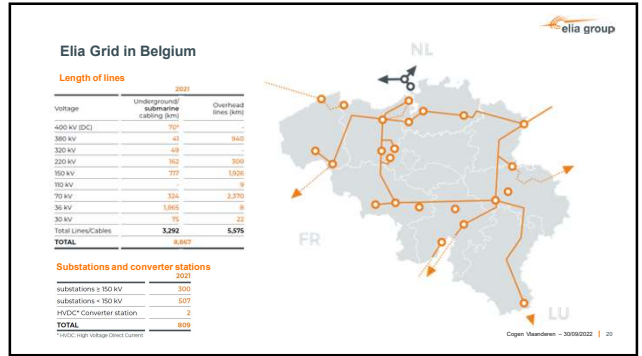 elia group
Elia Grid in Belgium
NL
Length of lines
2021
Voltage Underground/ submarine cabling (km) Overhead lines (km)
400 kV (DC) 70* -
380 kV 41 940
320 kV 49 -
220 kV 162 300
150 kV 717 1,926
110 kV - 9
70 kV 324 2,370
36 kV 1,865 8
30 kV 75 22
Total Lines/Cables 3,292 5,575
TOTAL 8,867
FR
Substations and converter stations
2021
substations ≥ 150 kV 300
substations < 150 kV 507
HVDC* Converter station 2
TOTAL 809
* HVDC: High Voltage Direct Current
LU
Cogen Vlaanderen – 30/09/2022 | 20